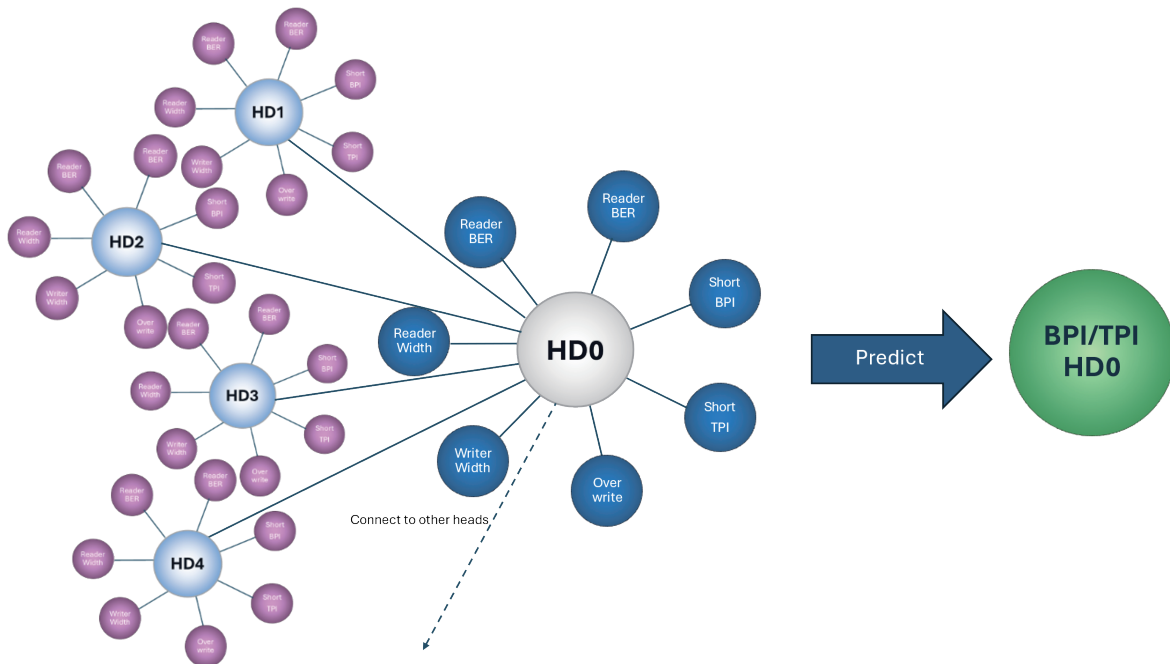 Reader
BER
Reader
BER
Short
BPI
Reader
Width
HD1
Short
TPI
Writer
Width
Over
write
Reader
BER
Reader
BER
Short
BPI
Reader
Width
HD2
Short
TPI
Writer
Width
Over
write
Reader
BER
Reader
BER
Short
BPI
Reader
Width
HD3
Short
TPI
Writer
Width
Over
write
Reader
BER
Reader
BER
Short
BPI
Reader
Width
HD4
Short
TPI
Writer
Width
Over
write
Reader
BER
Reader
BER
Short
BPI
Reader
Width
HD0
Short
TPI
Writer
Width
Over
write
Connect to other heads
Predict
BPI/TPI
HD0